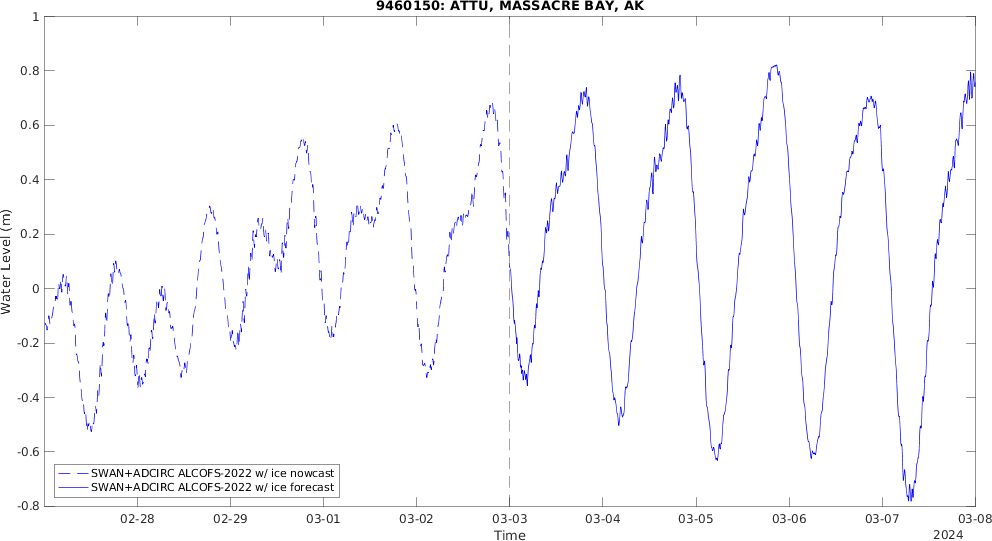 9460150: ATTU, MASSACRE BAY, AK
1
0.8
0.6
0.4
0.2
0
-0.2
-0.4
-0.6
-0.8
Water Level (m)
SWAN+ADCIRC ALCOFS-2022 w/ ice nowcast
SWAN+ADCIRC ALCOFS-2022 w/ ice forecast
02-28 02-29 03-01 03-02 03-03 03-04 03-05 03-06 03-07 03-08
Time
2024